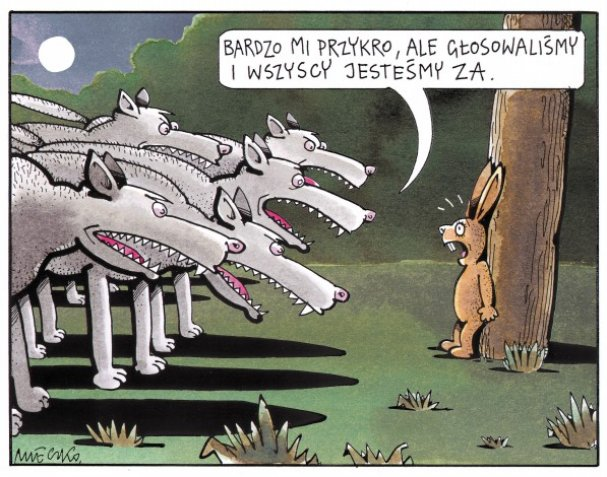 BARDZO MI PRZYKRO, ALE GŁOSOWALIŚMY
I WSZYSCY JESTEŚMY ZA.